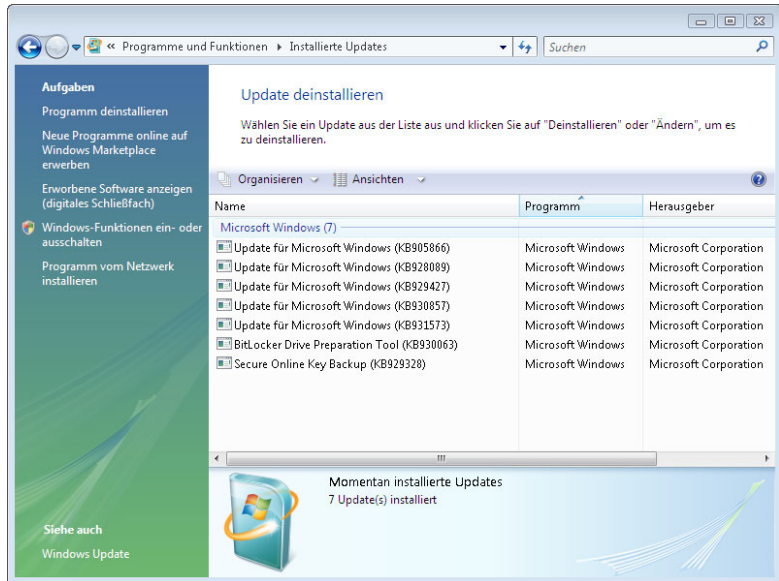 « Programme und Funktionen Installierte Updates
Suchen
Aufgaben
Programm deinstallieren
Neue Programme online auf
Windows Marketplace
erwerben
Erworbene Software anzeigen
(digitales Schließfach)
Windows-Funktionen ein- oder
ausschalten
Programm vom Netzwerk
installieren
Siehe auch
Windows Update
Update deinstallieren
Wählen Sie ein Update aus der Liste aus und klicken Sie auf "Deinstallieren" oder "Ändern", um es
zu deinstallieren.
Organisieren Ansichten
Name Programm Herausgeber
Microsoft Windows (7)
Update für Microsoft Windows (KB905866) Microsoft Windows Microsoft Corporation
Update für Microsoft Windows (KB928089) Microsoft Windows Microsoft Corporation
Update für Microsoft Windows (KB929427) Microsoft Windows Microsoft Corporation
Update für Microsoft Windows (KB930857) Microsoft Windows Microsoft Corporation
Update für Microsoft Windows (KB931573) Microsoft Windows Microsoft Corporation
BitLocker Drive Preparation Tool (KB930063) Microsoft Windows Microsoft Corporation
Secure Online Key Backup (KB929328) Microsoft Windows Microsoft Corporation
Momentan installierte Updates
7 Update(s) installiert